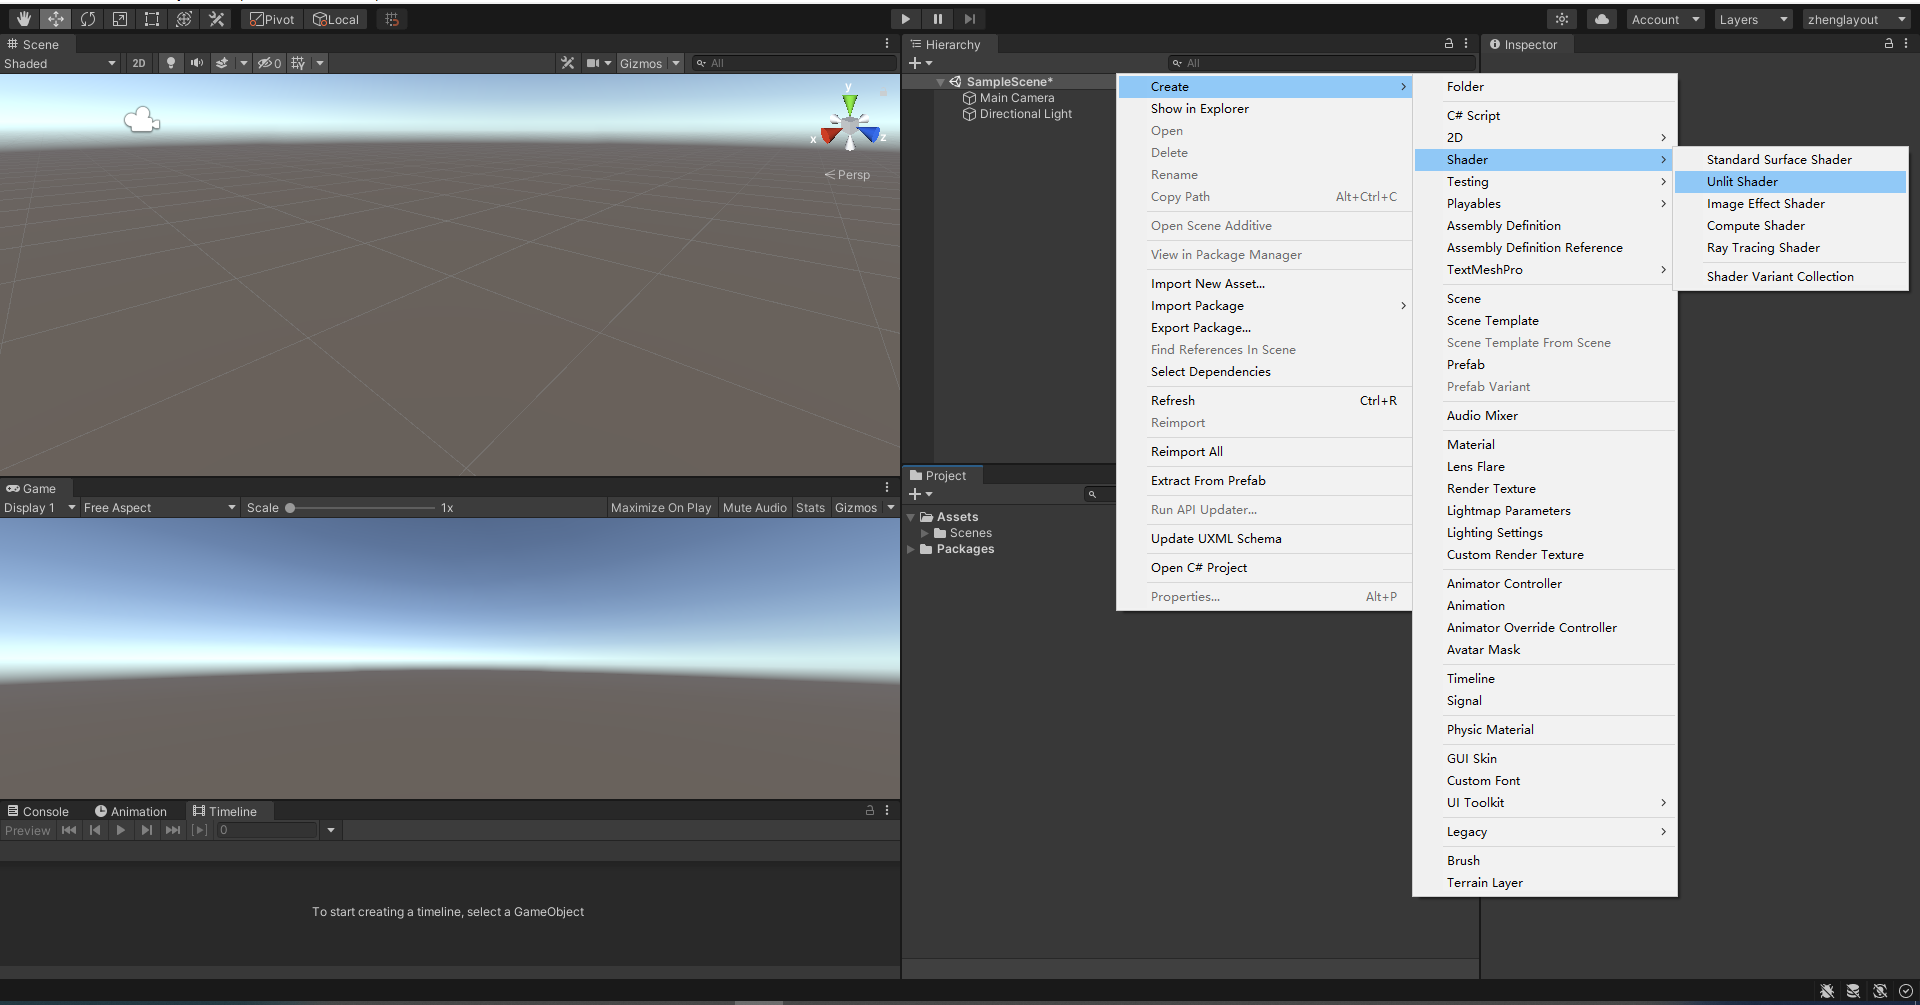 Pivot Local Account Layers zhenglayout
Scene
Shaded 2D 0 Gizmos All
y
x z
Persp
Game
Display 1 Free Aspect Scale 1x Maximize On Play Mute Audio Stats Gizmos
Console Animation Timeline
Preview 0
To start creating a timeline, select a GameObject
Hierarchy
All
SampleScene*
Main Camera
Directional Light
Project
Assets
Scenes
Packages
Inspector
Create
Show in Explorer
Open
Delete
Rename
Copy Path Alt+Ctrl+C
Open Scene Additive
View in Package Manager
Import New Asset...
Import Package
Export Package...
Find References In Scene
Select Dependencies
Refresh Ctrl+R
Reimport
Reimport All
Extract From Prefab
Run API Updater...
Update UXML Schema
Open C# Project
Properties... Alt+P
Folder
C# Script
2D
Shader
Testing
Playables
Assembly Definition
Assembly Definition Reference
TextMeshPro
Scene
Scene Template
Scene Template From Scene
Prefab
Prefab Variant
Audio Mixer
Material
Lens Flare
Render Texture
Lightmap Parameters
Lighting Settings
Custom Render Texture
Animator Controller
Animation
Animator Override Controller
Avatar Mask
Timeline
Signal
Physic Material
GUI Skin
Custom Font
UI Toolkit
Legacy
Brush
Terrain Layer
Standard Surface Shader
Unlit Shader
Image Effect Shader
Compute Shader
Ray Tracing Shader
Shader Variant Collection